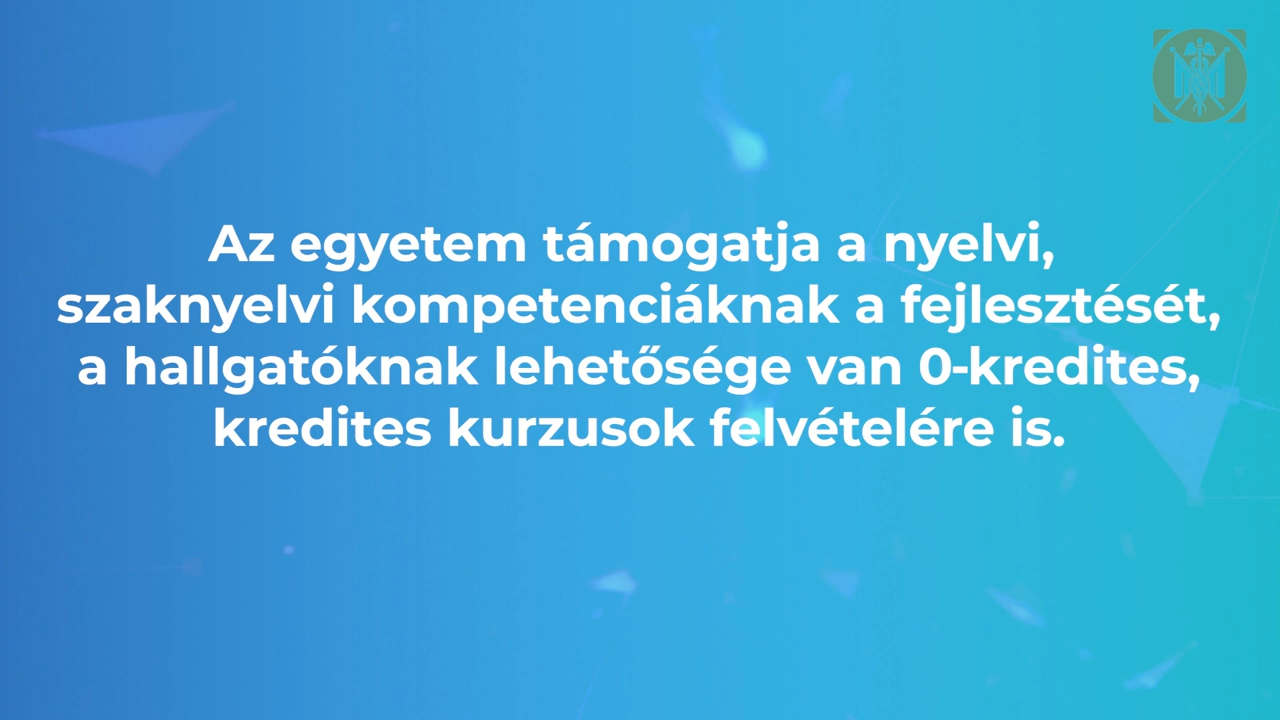 Az egyetem támogatja a nyelvi,
szaknyelvi kompetenciáknak a fejlesztését,
a hallgatóknak lehetősége van 0-kredites,
kredites kurzusok felvételére is.